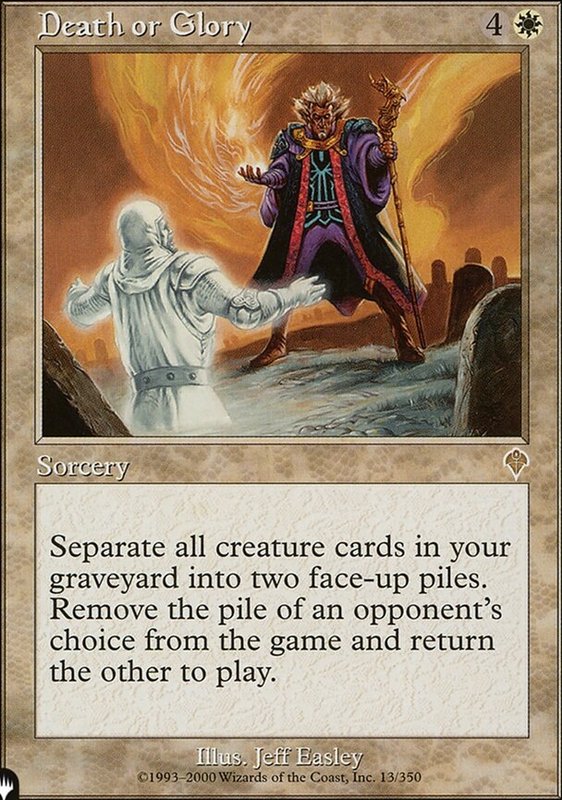 Death or Glory 4
Sorcery
Separate all creature cards in your
graveyard into two face-up piles.
Remove the pile of an opponent's
choice from the game and return
the other to play.
Illus. Jeff Easley
©1993–2000 Wizards of the Coast, Inc. 13/350